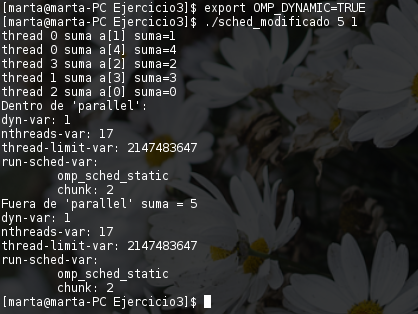 [marta@marta-PC Ejercicio3]$ export OMP_DYNAMIC=TRUE
[marta@marta-PC Ejercicio3]$ ./sched_modificado 5 1
thread 0 suma a[1] suma=1
thread 0 suma a[4] suma=4
thread 3 suma a[2] suma=2
thread 1 suma a[3] suma=3
thread 2 suma a[0] suma=0
Dentro de 'parallel':
dyn-var: 1
nthreads-var: 17
thread-limit-var: 2147483647
run-sched-var:
        omp_sched_static
        chunk: 2
Fuera de 'parallel' suma = 5
dyn-var: 1
nthreads-var: 17
thread-limit-var: 2147483647
run-sched-var:
        omp_sched_static
        chunk: 2
[marta@marta-PC Ejercicio3]$